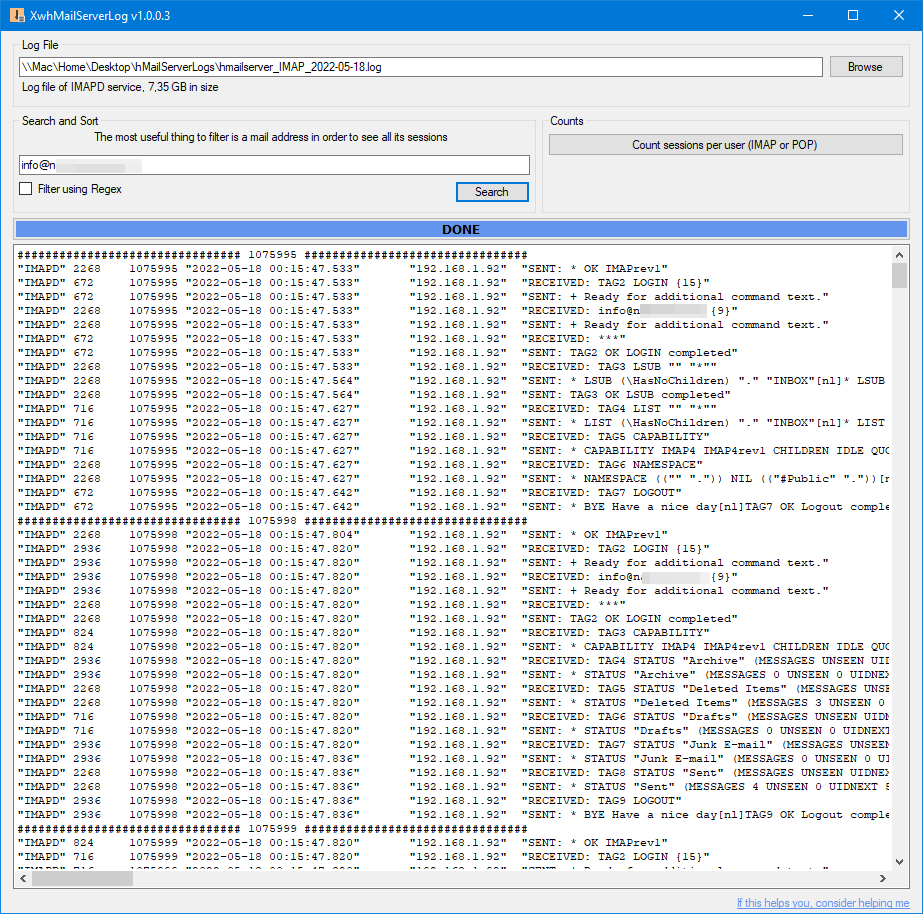 XwhMailServerLog v1.0.0.3
Log File
\\Mac\Home\Desktop\hMailServerLogs\hmailserver_IMAP_2022-05-18.log
Browse
Log file of IMAPD service, 7,35 GB in size
Search and Sort
The most useful thing to filter is a mail address in order to see all its sessions
info@n
Filter using Regex
Search
Counts
Count sessions per user (IMAP or POP)
DONE
################################ 1075995 ################################
"IMAPD" 2268 1075995 "2022-05-18 00:15:47.533" "192.168.1.92" "SENT: * OK IMAPrev1"
"IMAPD" 672 1075995 "2022-05-18 00:15:47.533" "192.168.1.92" "RECEIVED: TAG2 LOGIN {15}"
"IMAPD" 672 1075995 "2022-05-18 00:15:47.533" "192.168.1.92" "SENT: + Ready for additional command text."
"IMAPD" 2268 1075995 "2022-05-18 00:15:47.533" "192.168.1.92" "RECEIVED: info@n {9}"
"IMAPD" 2268 1075995 "2022-05-18 00:15:47.533" "192.168.1.92" "SENT: + Ready for additional command text."
"IMAPD" 672 1075995 "2022-05-18 00:15:47.533" "192.168.1.92" "RECEIVED: ***"
"IMAPD" 672 1075995 "2022-05-18 00:15:47.533" "192.168.1.92" "SENT: TAG2 OK LOGIN completed"
"IMAPD" 2268 1075995 "2022-05-18 00:15:47.533" "192.168.1.92" "RECEIVED: TAG3 LSUB "" "*""
"IMAPD" 2268 1075995 "2022-05-18 00:15:47.564" "192.168.1.92" "SENT: * LSUB (\HasNoChildren) "." "INBOX"[nl]* LSUB
"IMAPD" 2268 1075995 "2022-05-18 00:15:47.564" "192.168.1.92" "SENT: TAG3 OK LSUB completed"
"IMAPD" 716 1075995 "2022-05-18 00:15:47.627" "192.168.1.92" "RECEIVED: TAG4 LIST "" "*""
"IMAPD" 716 1075995 "2022-05-18 00:15:47.627" "192.168.1.92" "SENT: * LIST (\HasNoChildren) "." "INBOX"[nl]* LIST
"IMAPD" 716 1075995 "2022-05-18 00:15:47.627" "192.168.1.92" "RECEIVED: TAG5 CAPABILITY"
"IMAPD" 716 1075995 "2022-05-18 00:15:47.627" "192.168.1.92" "SENT: * CAPABILITY IMAP4 IMAP4rev1 CHILDREN IDLE QUO
"IMAPD" 2268 1075995 "2022-05-18 00:15:47.627" "192.168.1.92" "RECEIVED: TAG6 NAMESPACE"
"IMAPD" 2268 1075995 "2022-05-18 00:15:47.627" "192.168.1.92" "SENT: * NAMESPACE (("" ".")) NIL (("#Public" "."))[n
"IMAPD" 672 1075995 "2022-05-18 00:15:47.642" "192.168.1.92" "RECEIVED: TAG7 LOGOUT"
"IMAPD" 672 1075995 "2022-05-18 00:15:47.642" "192.168.1.92" "SENT: * BYE Have a nice day[nl]TAG7 OK Logout comple
################################ 1075998 ################################
"IMAPD" 2268 1075998 "2022-05-18 00:15:47.804" "192.168.1.92" "SENT: * OK IMAPrev1"
"IMAPD" 2936 1075998 "2022-05-18 00:15:47.820" "192.168.1.92" "RECEIVED: TAG2 LOGIN {15}"
"IMAPD" 2936 1075998 "2022-05-18 00:15:47.820" "192.168.1.92" "SENT: + Ready for additional command text."
"IMAPD" 2936 1075998 "2022-05-18 00:15:47.820" "192.168.1.92" "RECEIVED: info@na {9}"
"IMAPD" 2936 1075998 "2022-05-18 00:15:47.820" "192.168.1.92" "SENT: + Ready for additional command text."
"IMAPD" 2268 1075998 "2022-05-18 00:15:47.820" "192.168.1.92" "RECEIVED: ***"
"IMAPD" 2268 1075998 "2022-05-18 00:15:47.820" "192.168.1.92" "SENT: TAG2 OK LOGIN completed"
"IMAPD" 824 1075998 "2022-05-18 00:15:47.820" "192.168.1.92" "RECEIVED: TAG3 CAPABILITY"
"IMAPD" 824 1075998 "2022-05-18 00:15:47.820" "192.168.1.92" "SENT: * CAPABILITY IMAP4 IMAP4rev1 CHILDREN IDLE QUO
"IMAPD" 2936 1075998 "2022-05-18 00:15:47.820" "192.168.1.92" "RECEIVED: TAG4 STATUS "Archive" (MESSAGES UNSEEN UID
"IMAPD" 2936 1075998 "2022-05-18 00:15:47.820" "192.168.1.92" "SENT: * STATUS "Archive" (MESSAGES 0 UNSEEN 0 UIDNEX
"IMAPD" 2268 1075998 "2022-05-18 00:15:47.820" "192.168.1.92" "RECEIVED: TAG5 STATUS "Deleted Items" (MESSAGES UNSE
"IMAPD" 2268 1075998 "2022-05-18 00:15:47.820" "192.168.1.92" "SENT: * STATUS "Deleted Items" (MESSAGES 3 UNSEEN 0
"IMAPD" 716 1075998 "2022-05-18 00:15:47.820" "192.168.1.92" "RECEIVED: TAG6 STATUS "Drafts" (MESSAGES UNSEEN UIDN
"IMAPD" 716 1075998 "2022-05-18 00:15:47.820" "192.168.1.92" "SENT: * STATUS "Drafts" (MESSAGES 0 UNSEEN 0 UIDNEXT
"IMAPD" 2936 1075998 "2022-05-18 00:15:47.836" "192.168.1.92" "RECEIVED: TAG7 STATUS "Junk E-mail" (MESSAGES UNSEEN
"IMAPD" 2936 1075998 "2022-05-18 00:15:47.836" "192.168.1.92" "SENT: * STATUS "Junk E-mail" (MESSAGES 0 UNSEEN 0 UI
"IMAPD" 2268 1075998 "2022-05-18 00:15:47.836" "192.168.1.92" "RECEIVED: TAG8 STATUS "Sent" (MESSAGES UNSEEN UIDNEX
"IMAPD" 2268 1075998 "2022-05-18 00:15:47.836" "192.168.1.92" "SENT: * STATUS "Sent" (MESSAGES 4 UNSEEN 0 UIDNEXT 5
"IMAPD" 2936 1075998 "2022-05-18 00:15:47.836" "192.168.1.92" "RECEIVED: TAG9 LOGOUT"
"IMAPD" 2936 1075998 "2022-05-18 00:15:47.836" "192.168.1.92" "SENT: * BYE Have a nice day[nl]TAG9 OK Logout comple
################################ 1075999 ################################
"IMAPD" 824 1075999 "2022-05-18 00:15:47.836" "192.168.1.92" "SENT: * OK IMAPrev1"
"IMAPD" 716 1075999 "2022-05-18 00:15:47.836" "192.168.1.92" "RECEIVED: TAG2 LOGIN {15}"
If this helps you, consider helping me